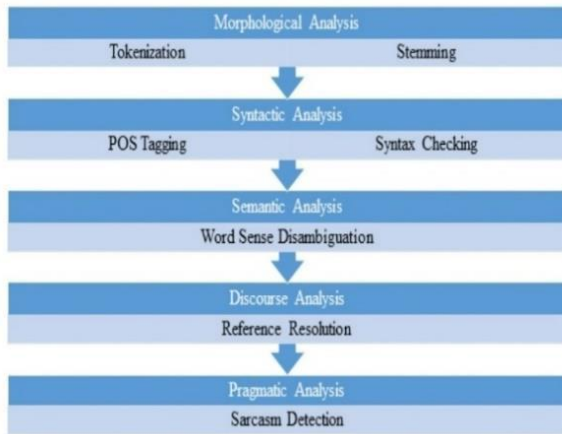 Morphological Analysis
Tokenization Stemming
Syntactic Analysis
POS Tagging Syntax Checking
Semantic Analysis
Word Sense Disambiguation
Discourse Analysis
Reference Resolution
Pragmatic Analysis
Sarcasm Detection